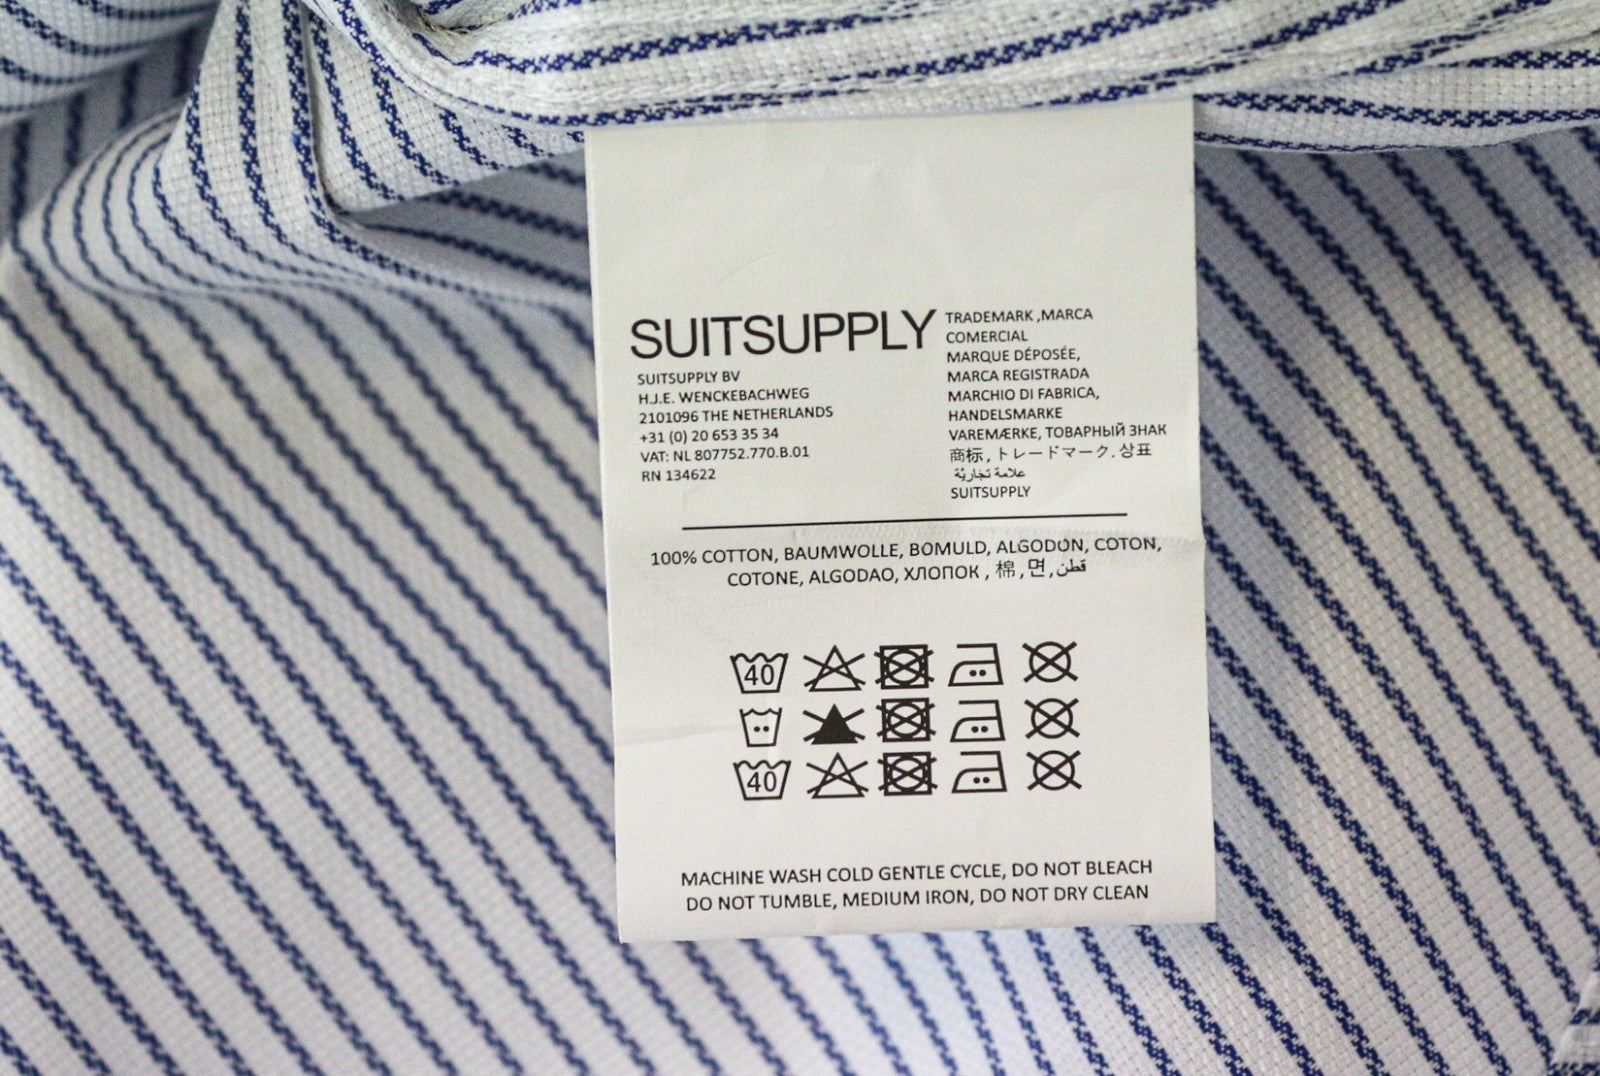 SUITSUPPLY
SUITSUPPLY BV
H.J.E. WENCKEBACHWEG
2101096 THE NETHERLANDS
+31 (0) 20 653 35 34
VAT: NL 807752.770.B.01
RN 134622
TRADEMARK ,MARCA
COMERCIAL
MARQUE DÉPOSÉE,
MARCA REGISTRADA
MARCHIO DI FABRICA,
HANDELSMARKE
VAREMÆRKE, ТОВАРНЫЙ ЗНАК
商标, トレードマーク. 상표
علامة تجاريّة
SUITSUPPLY
100% COTTON, BAUMWOLLE, BOMULD, ALGODON, COTON,
COTONE, ALGODAO, ХЛОПОК , 棉, 면, قطن
40
40
MACHINE WASH COLD GENTLE CYCLE, DO NOT BLEACH
DO NOT TUMBLE, MEDIUM IRON, DO NOT DRY CLEAN